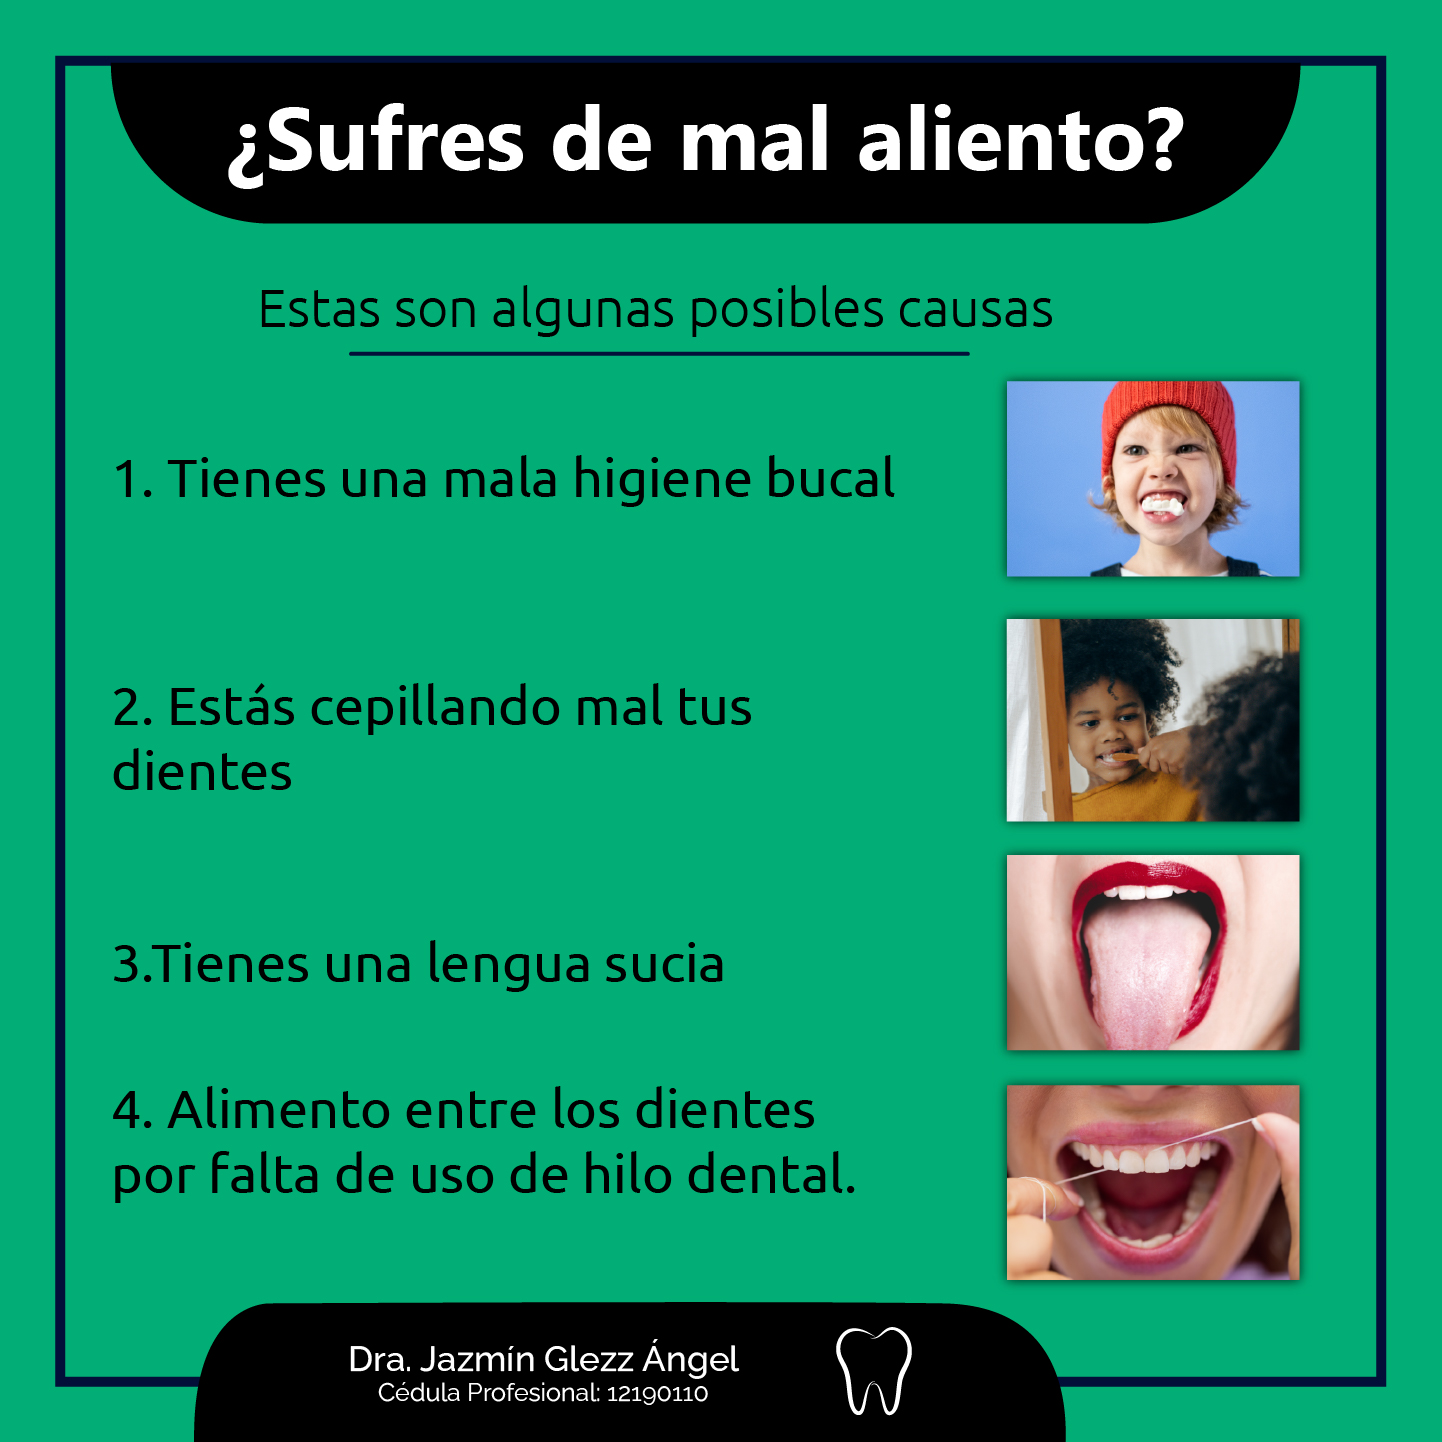 ¿Sufres de mal aliento?
Estas son algunas posibles causas
1. Tienes una mala higiene bucal
2. Estás cepillando mal tus
dientes
3.Tienes una lengua sucia
4. Alimento entre los dientes
por falta de uso de hilo dental.
Dra. Jazmín Glezz Ángel
Cédula Profesional: 12190110